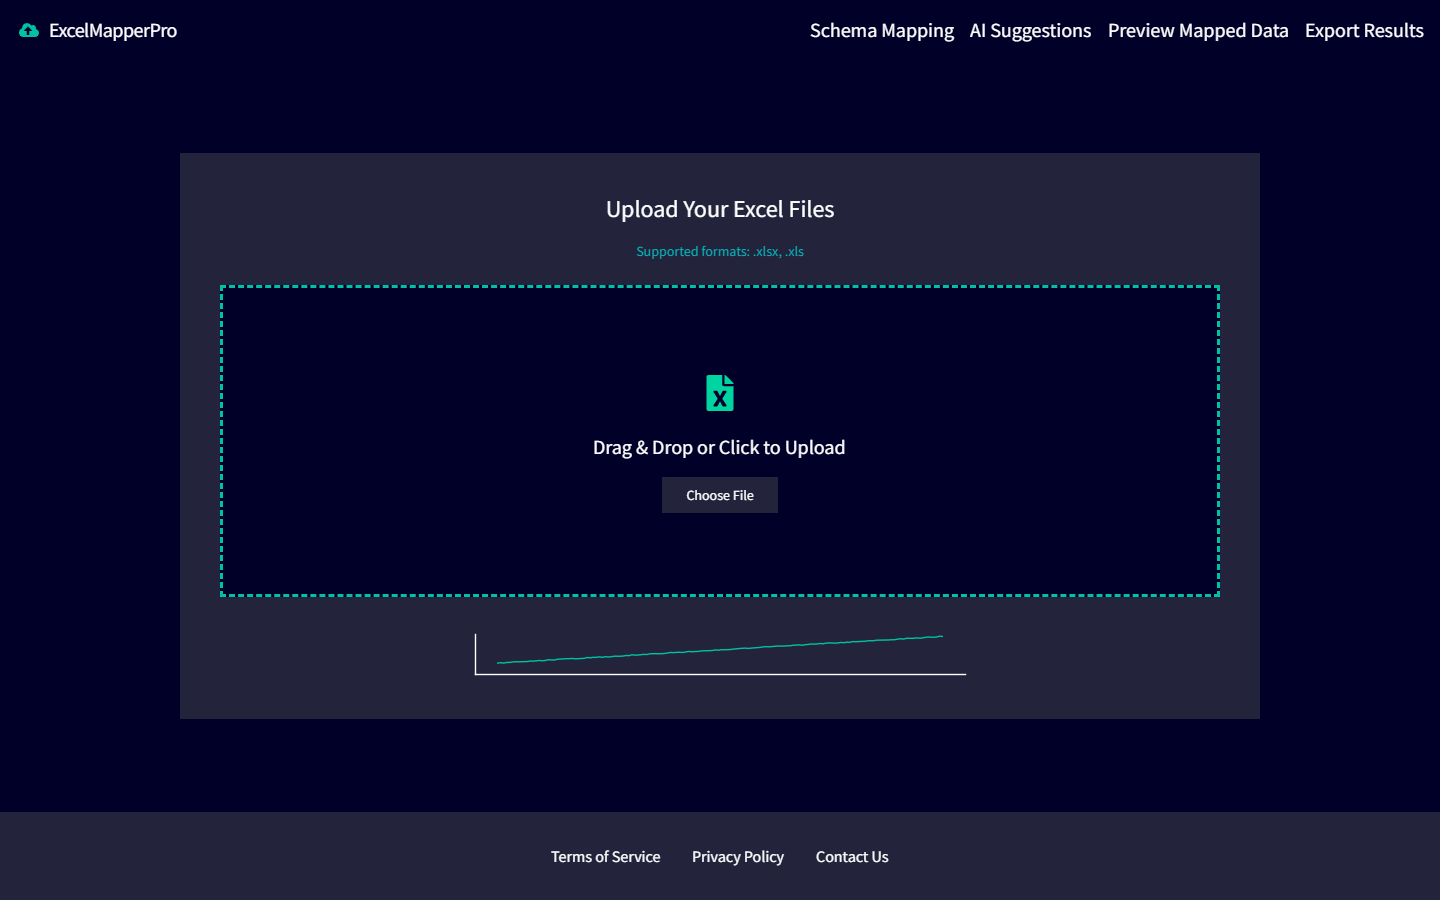 ExcelMapperPro
Schema Mapping AI Suggestions Preview Mapped Data Export Results
Upload Your Excel Files
Supported formats: .xlsx, .xls
Drag & Drop or Click to Upload
Choose File
Terms of Service Privacy Policy Contact Us